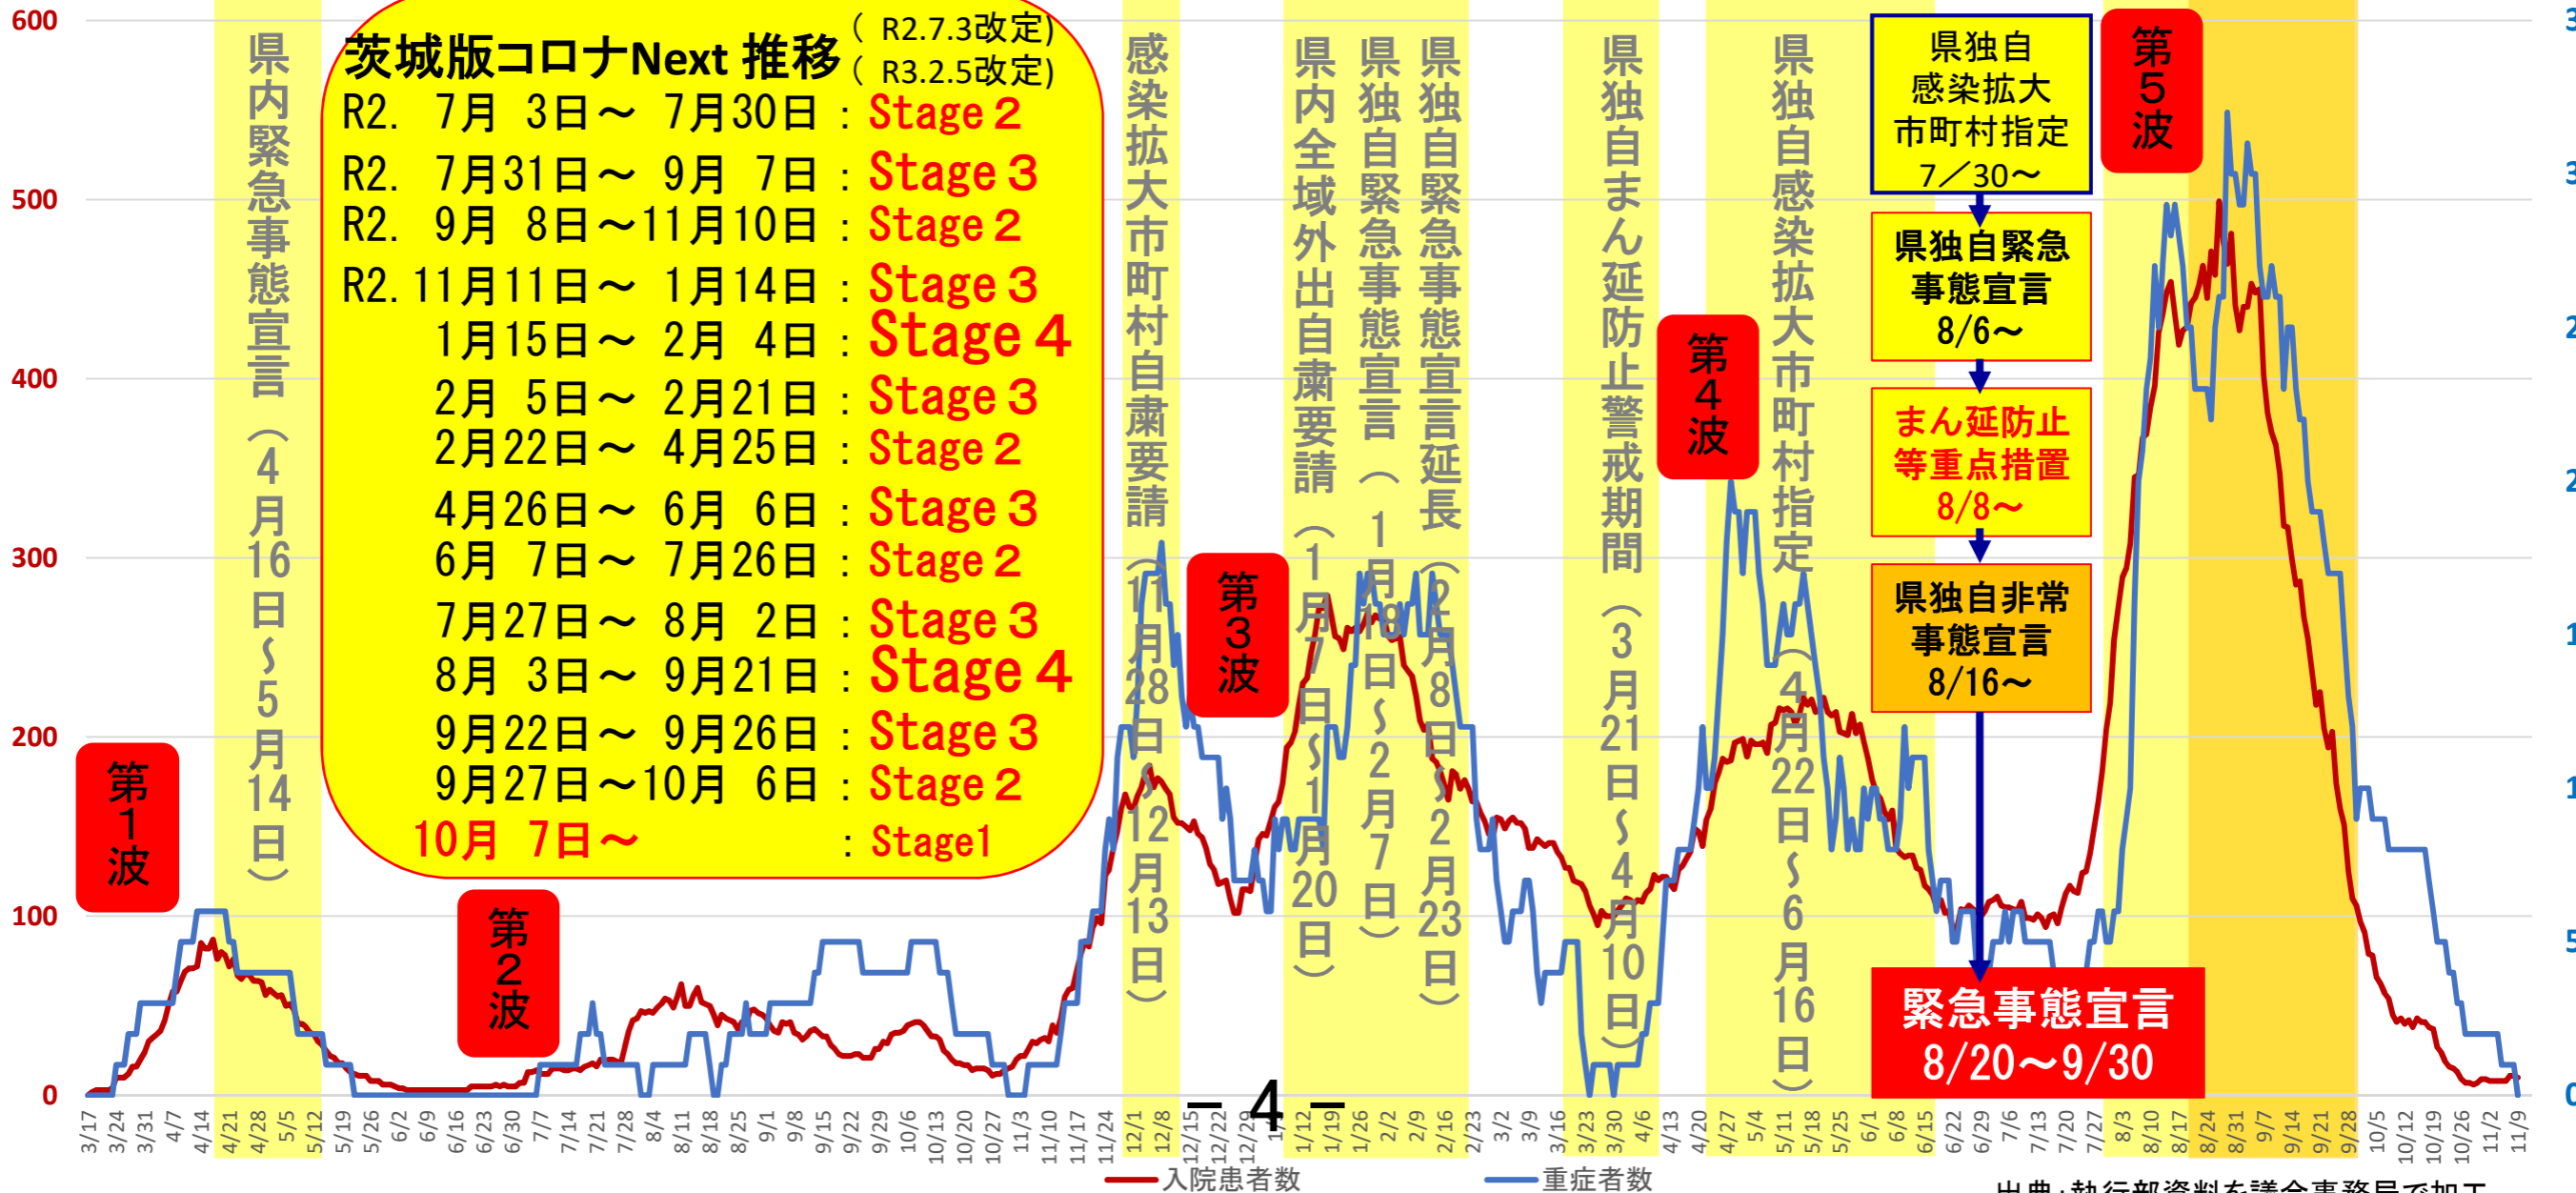 600
500
400
300
200
100
0
茨城版コロナNext 推移
（ R2.7.3改定)
（ R3.2.5改定)
R2. 7月 3日～ 7月30日 : Stage２
R2. 7月31日～ 9月 7日 : Stage３
R2. 9月 8日～11月10日 : Stage２
R2. 11月11日～ 1月14日 : Stage３
1月15日～ 2月 4日 : Stage４
2月 5日～ 2月21日 : Stage３
2月22日～ 4月25日 : Stage２
4月26日～ 6月 6日 : Stage３
6月 7日～ 7月26日 : Stage２
7月27日～ 8月 2日 : Stage３
8月 3日～ 9月21日 : Stage４
9月22日～ 9月26日 : Stage３
9月27日～10月 6日 : Stage２
10月 7日～ : Stage1
県内緊急事態宣言（4月16日～5月14日）
感染拡大市町村自粛要請（11月28日～12月13日）
県内全域外出自粛要請（1月7日～1月20日）
県独自緊急事態宣言（1月18日～2月7日）
県独自緊急事態宣言延長（2月8日～2月23日）
県独自まん延防止警戒期間（3月21日～4月10日）
県独自感染拡大市町村指定（4月22日～6月16日）
第1波
第2波
第3波
第4波
第5波
県独自
感染拡大
市町村指定
7／30～
県独自緊急
事態宣言
8/6～
まん延防止
等重点措置
8/8～
県独自非常
事態宣言
8/16～
緊急事態宣言
8/20～9/30
3/17 3/24 3/31 4/7 4/14 4/21 4/28 5/5 5/12 5/19 5/26 6/2 6/9 6/16 6/23 6/30 7/7 7/14 7/21 7/28 8/4 8/11 8/18 8/25 9/1 9/8 9/15 9/22 9/29 10/6 10/13 10/20 10/27 11/3 11/10 11/17 11/24 12/1 12/8 12/15 12/22 12/29 1/12 1/19 1/26 2/2 2/9 2/16 2/23 3/2 3/9 3/16 3/23 3/30 4/6 4/13 4/20 4/27 5/4 5/11 5/18 5/25 6/1 6/8 6/15 6/22 6/29 7/6 7/13 7/20 7/27 8/3 8/10 8/17 8/24 8/31 9/7 9/14 9/21 9/28 10/5 10/12 10/19 10/26 11/2 11/9
－ 4 －
入院患者数
重症者数